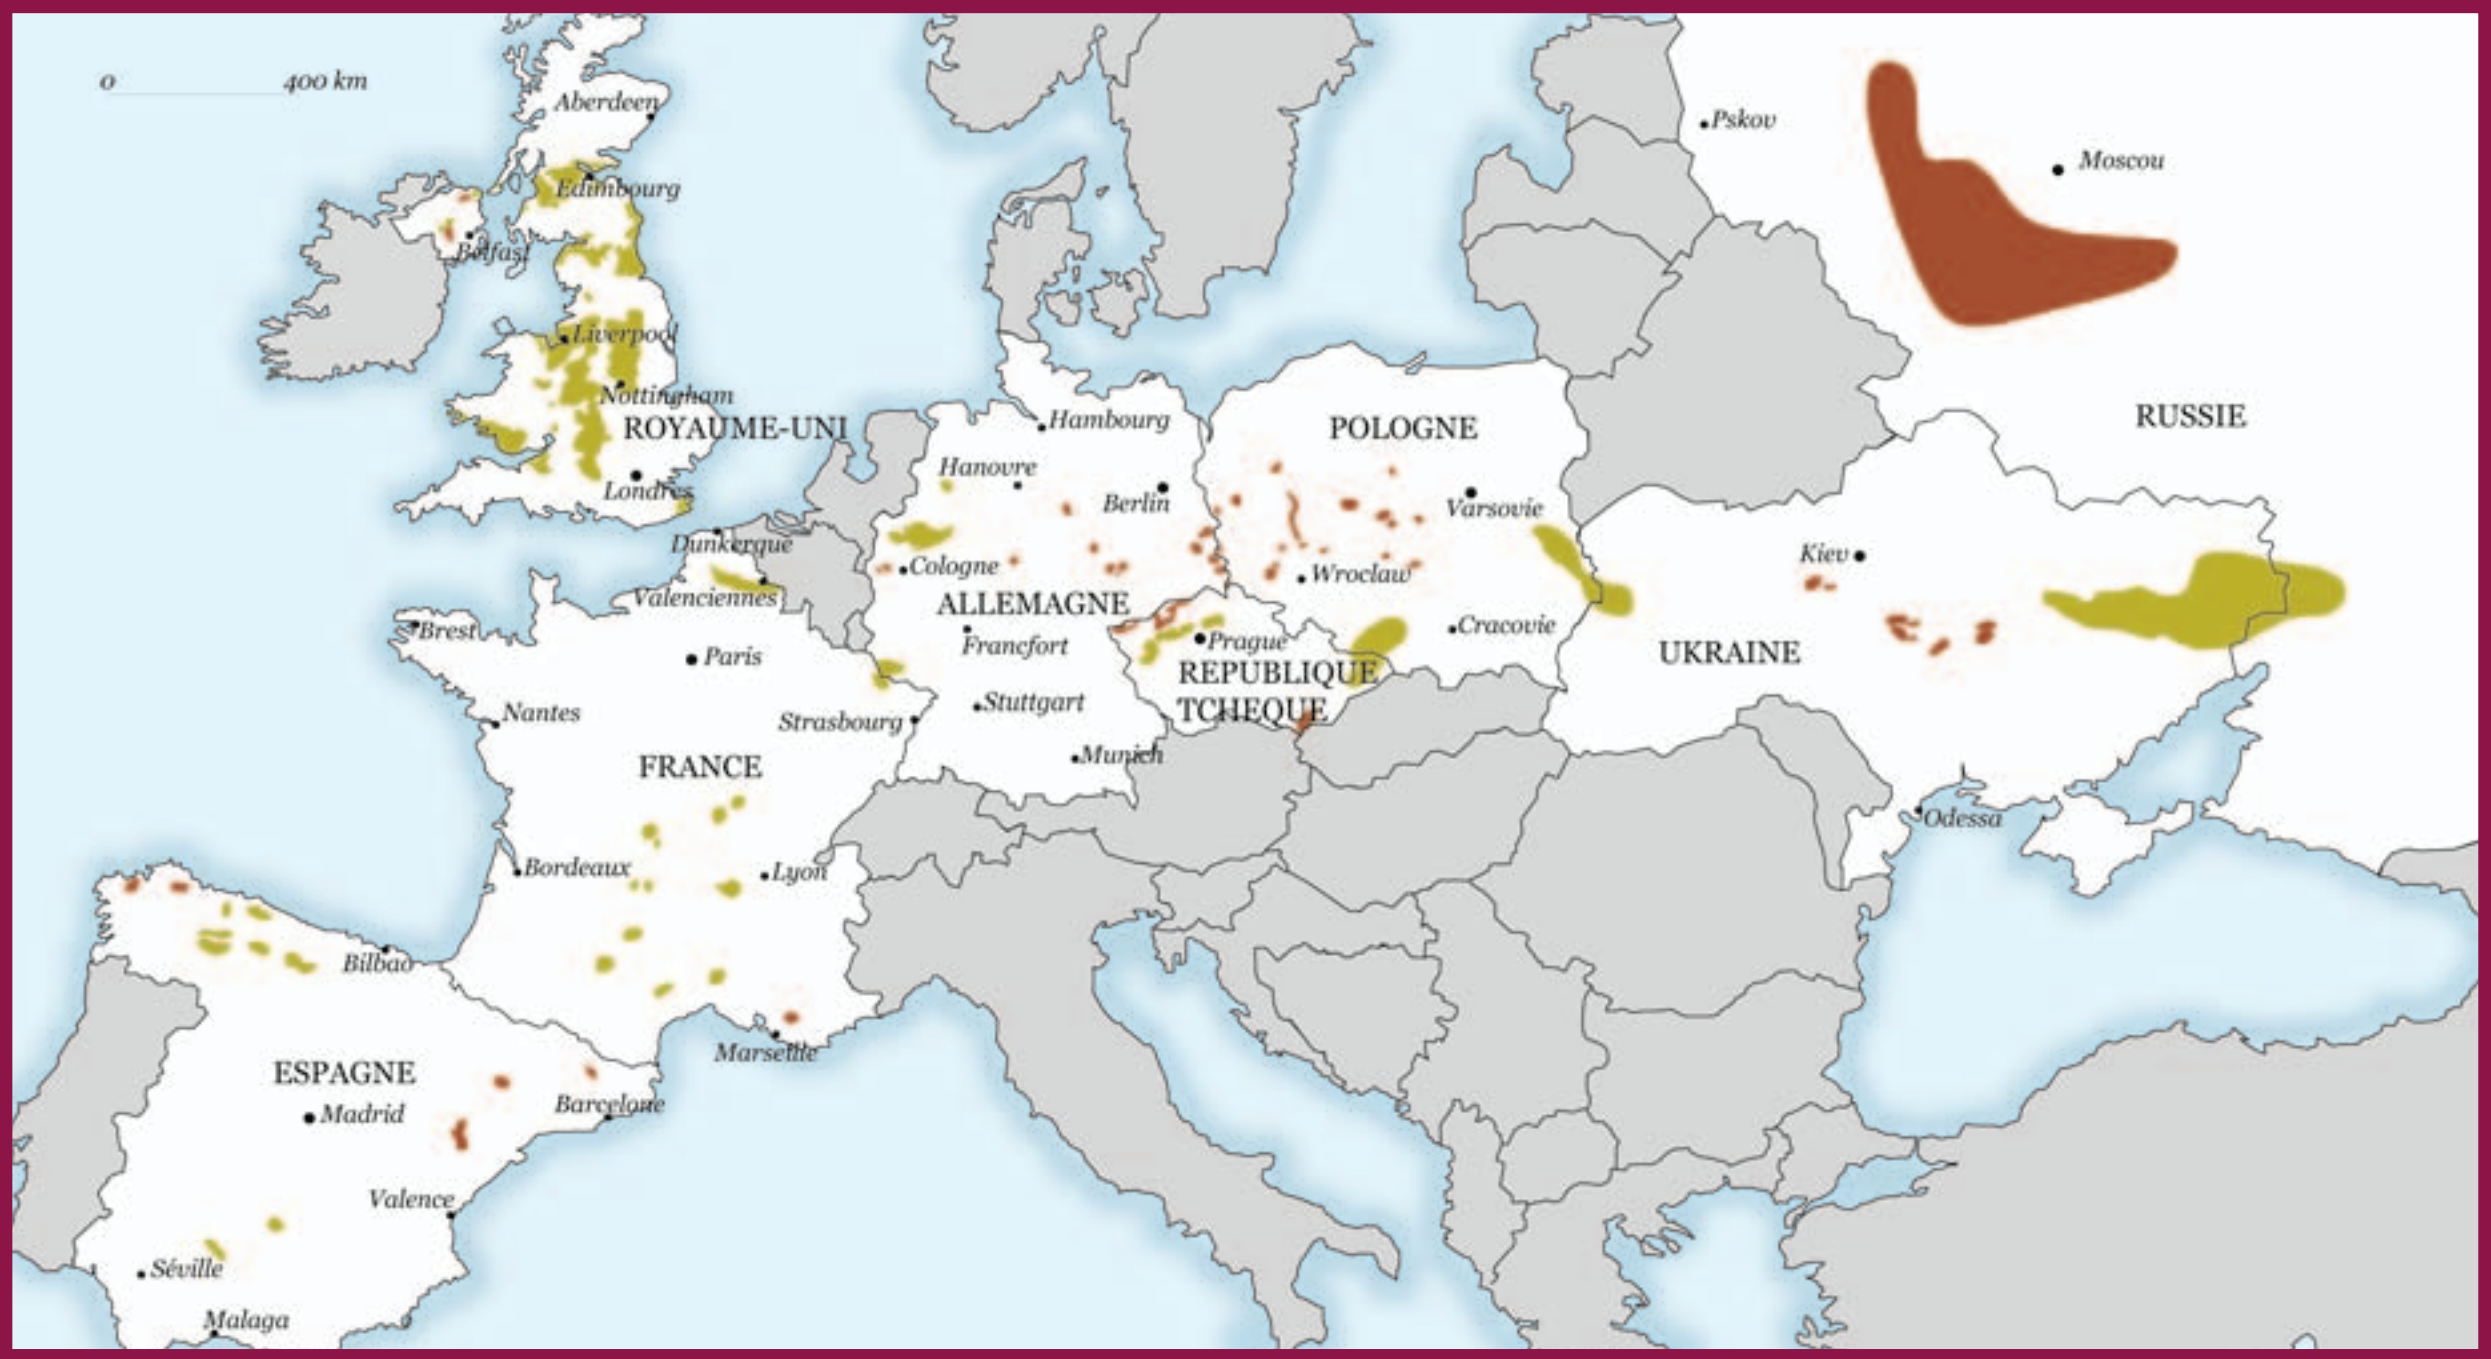 0 400 km
Aberdeen
Pskov
Moscou
Edimbourg
Belfast
Liverpool
Nottingham
ROYAUME-UNI
Londres
RUSSIE
Hambourg
POLOGNE
Hanovre
Berlin
Varsovie
Dunkerque
Cologne
Wroclaw
Kiev
Valenciennes
ALLEMAGNE
Brest
Francfort
Prague
Cracovie
UKRAINE
Paris
REPUBLIQUE
TCHEQUE
Nantes
Strasbourg
Stuttgart
Munich
FRANCE
Odessa
Bordeaux
Lyon
Bilbao
Marseille
ESPAGNE
Madrid
Barcelone
Valence
Séville
Malaga